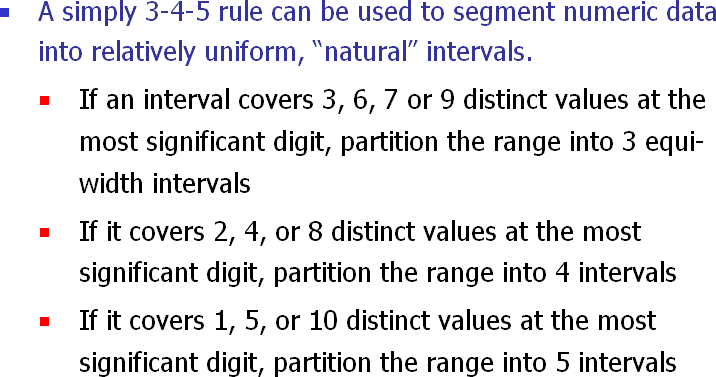 A simply 3-4-5 rule can be used to segment numeric data
into relatively uniform, “natural” intervals.
If an interval covers 3, 6, 7 or 9 distinct values at the
most significant digit, partition the range into 3 equi-
width intervals
If it covers 2, 4, or 8 distinct values at the most
significant digit, partition the range into 4 intervals
If it covers 1, 5, or 10 distinct values at the most
significant digit, partition the range into 5 intervals